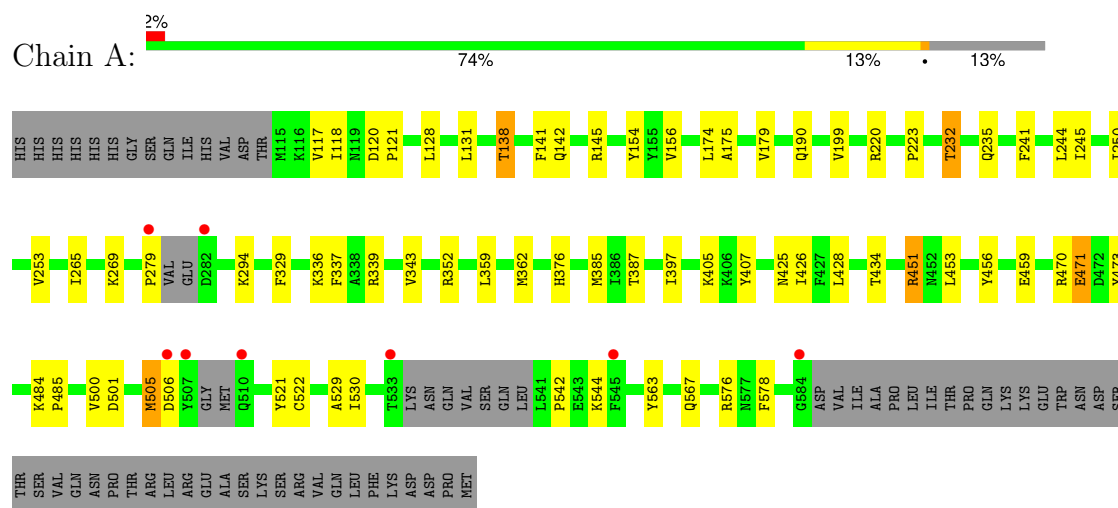 2%
Chain A:
74% 13% • 13%
HIS HIS HIS HIS HIS HIS GLY SER GLN ILE HIS VAL ASP THR M115 K116 V117 I118 N119 D120 P121 L128 L131 T138 F141 Q142 R145 Y154 Y155 V156 L174 A175 V179 Q190 V199 R220 P223 T232 Q235 F241 L244 I245
V253 I265 K269 P279 VAL GLU D282 K294 F329 K336 F337 A338 R339 V343 R352 L359 M362 H376 M385 I386 T387 I397 K405 K406 Y407 N425 I426 F427 L428 T434 R451 N452 L453 Y456 E459 R470 E471 D472
K484 P485 V500 D501 M505 D506 Y507 GLY MET Q510 Y521 C522 A529 I530 T533 LYS ASN GLN VAL SER GLN LEU L541 P542 E543 K544 F545 Y563 Q567 R576 N577 F578 G584 ASP VAL ILE ALA PRO LEU ILE THR PRO GLN LYS LYS GLU TRP ASN ASP SER
THR SER VAL GLN ASN PRO THR ARG LEU ARG GLU ALA SER LYS SER ARG VAL GLN LEU PHE LYS ASP ASP PRO MET